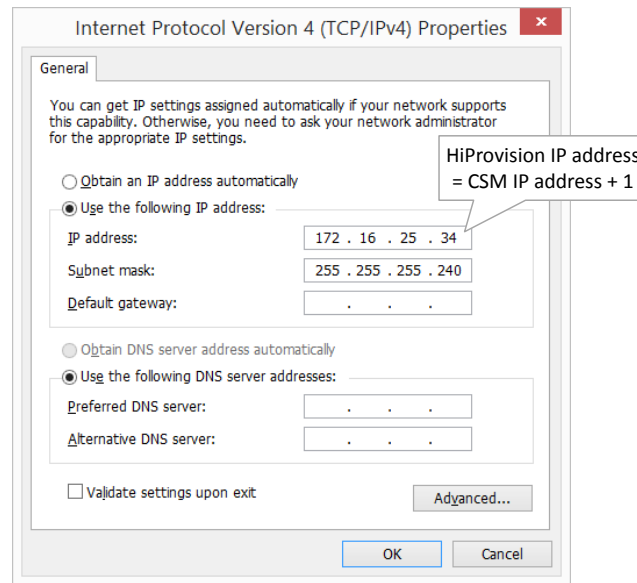 Internet Protocol Version 4 (TCP/IPv4) Properties
×
General
You can get IP settings assigned automatically if your network supports
this capability. Otherwise, you need to ask your network administrator
for the appropriate IP settings.
HiProvision IP address
= CSM IP address + 1
Obtain an IP address automatically
Use the following IP address:
IP address: 172 . 16 . 25 . 34
Subnet mask: 255 . 255 . 255 . 240
Default gateway: . . .
Obtain DNS server address automatically
Use the following DNS server addresses:
Preferred DNS server: . . .
Alternative DNS server: . . .
Validate settings upon exit
Advanced...
OK Cancel